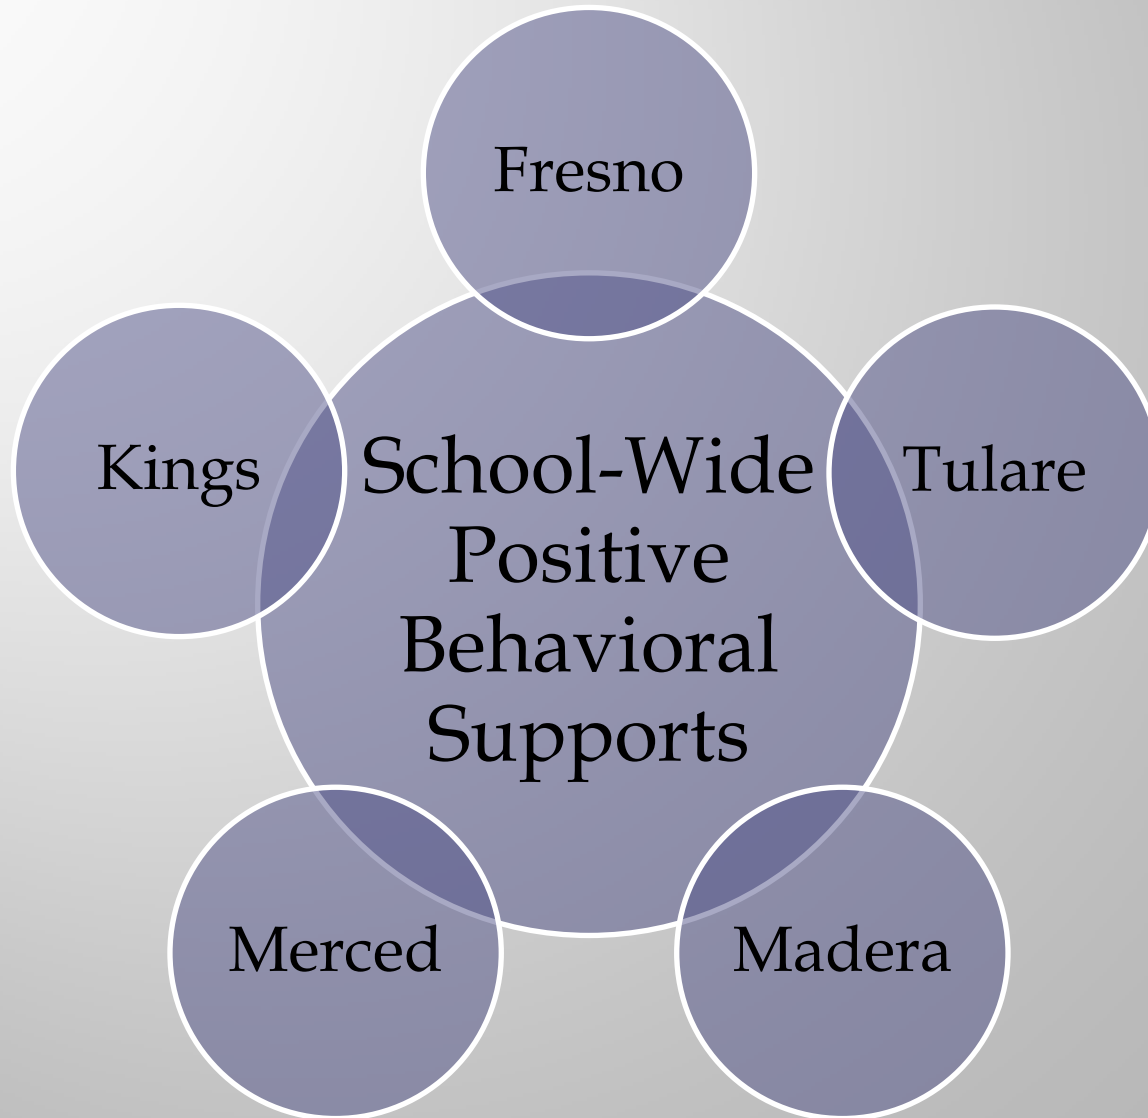 Fresno
Kings
Tulare
School-Wide
Positive
Behavioral
Supports
Merced
Madera